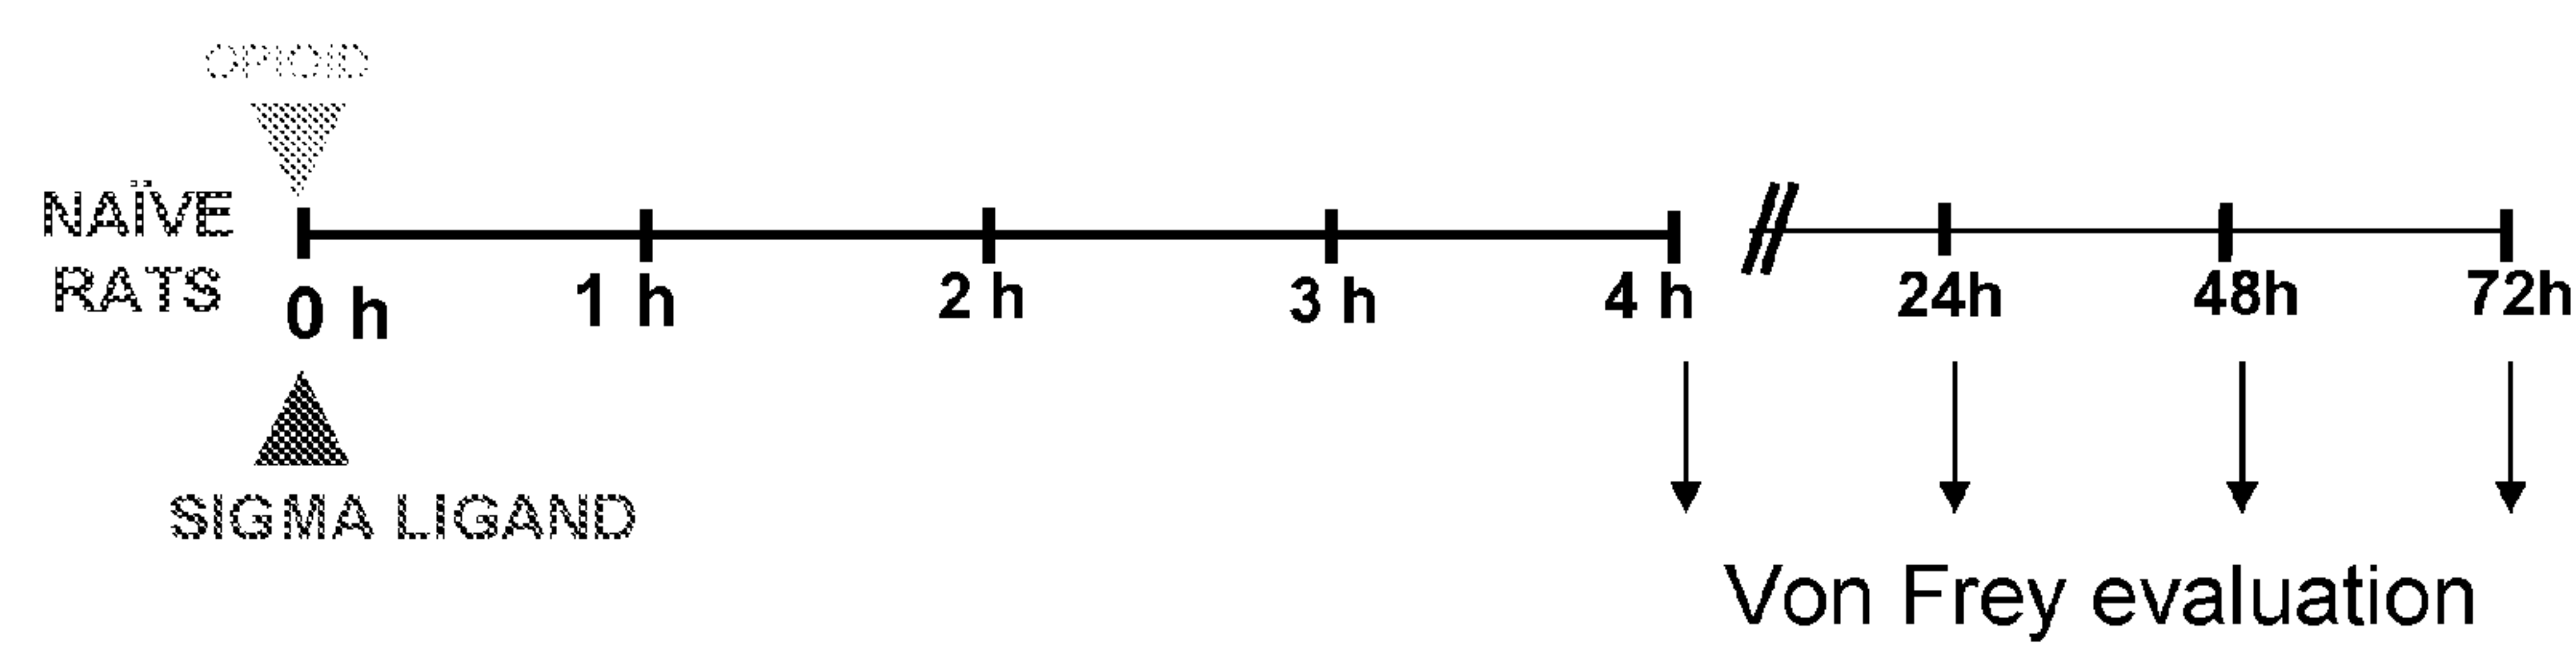 OPIOID
NAÏVE
RATS
0 h
1 h
2 h
3 h
4 h
24h
48h
72h
SIGMA LIGAND
Von Frey evaluation